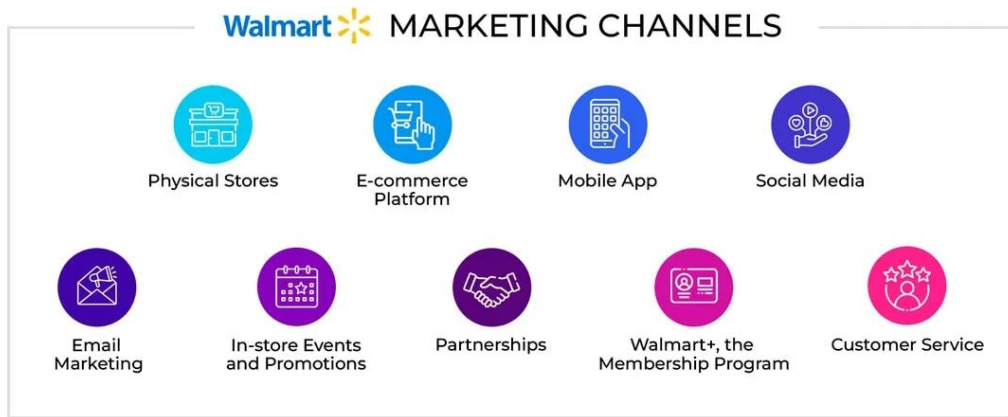 Walmart MARKETING CHANNELS
Physical Stores
E-commerce
Platform
Mobile App
Social Media
Email
Marketing
In-store Events
and Promotions
Partnerships
Walmart+, the
Membership Program
Customer Service